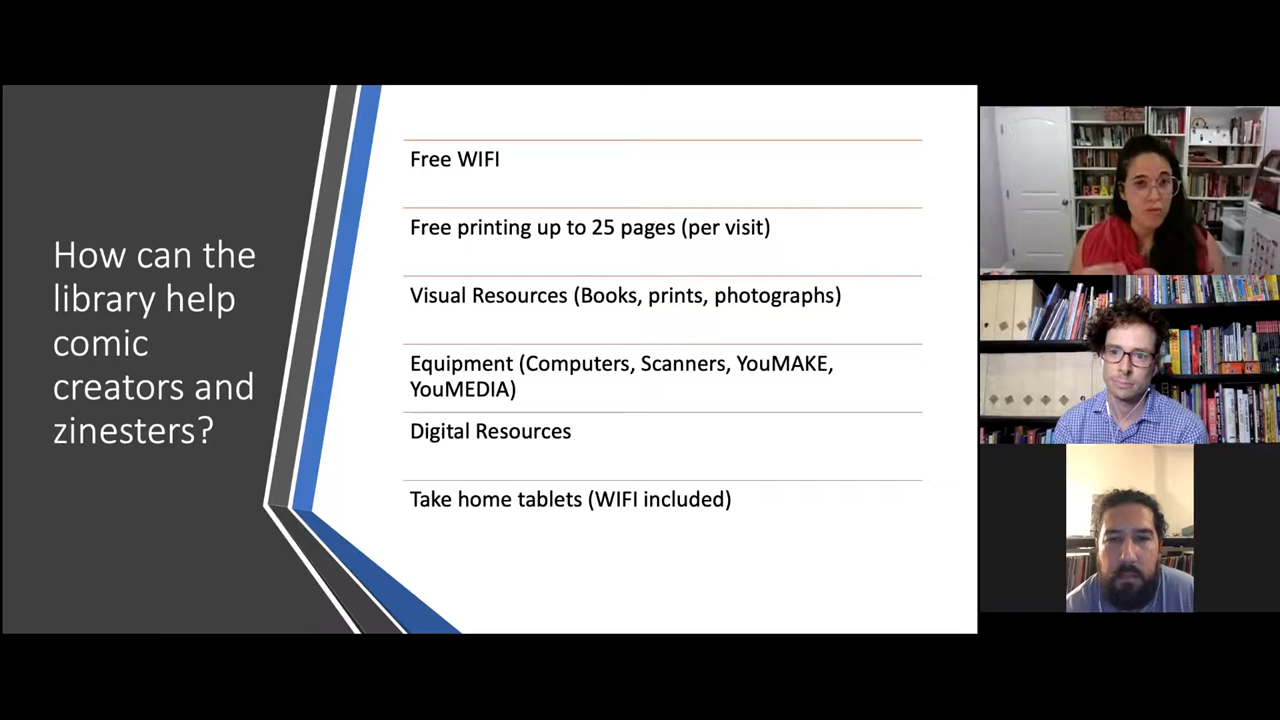 How can the
library help
comic
creators and
zinesters?
Free WIFI
Free printing up to 25 pages (per visit)
Visual Resources (Books, prints, photographs)
Equipment (Computers, Scanners, YouMAKE,
YouMEDIA)
Digital Resources
Take home tablets (WIFI included)